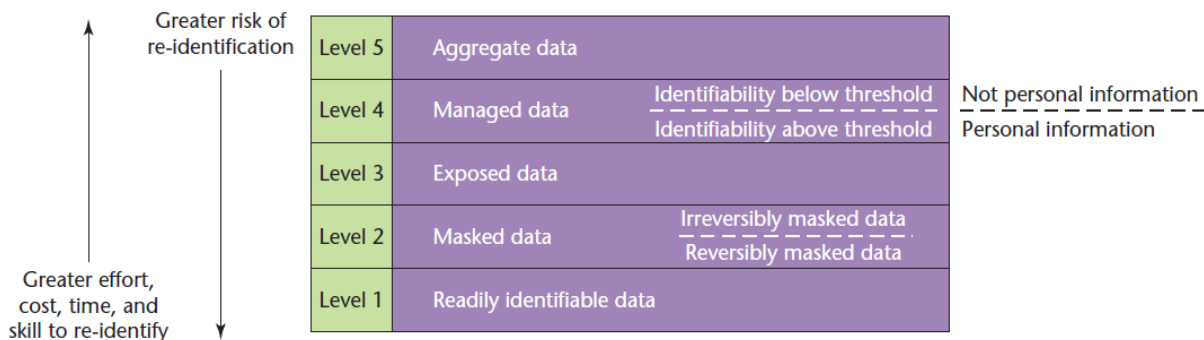 Greater risk of
re-identification
Level 5
Aggregate data
Level 4
Managed data
Identifiability below threshold
Identifiability above threshold
Not personal information
Personal information
Level 3
Exposed data
Level 2
Masked data
Irreversibly masked data
Reversibly masked data
Level 1
Readily identifiable data
Greater effort,
cost, time, and
skill to re-identify